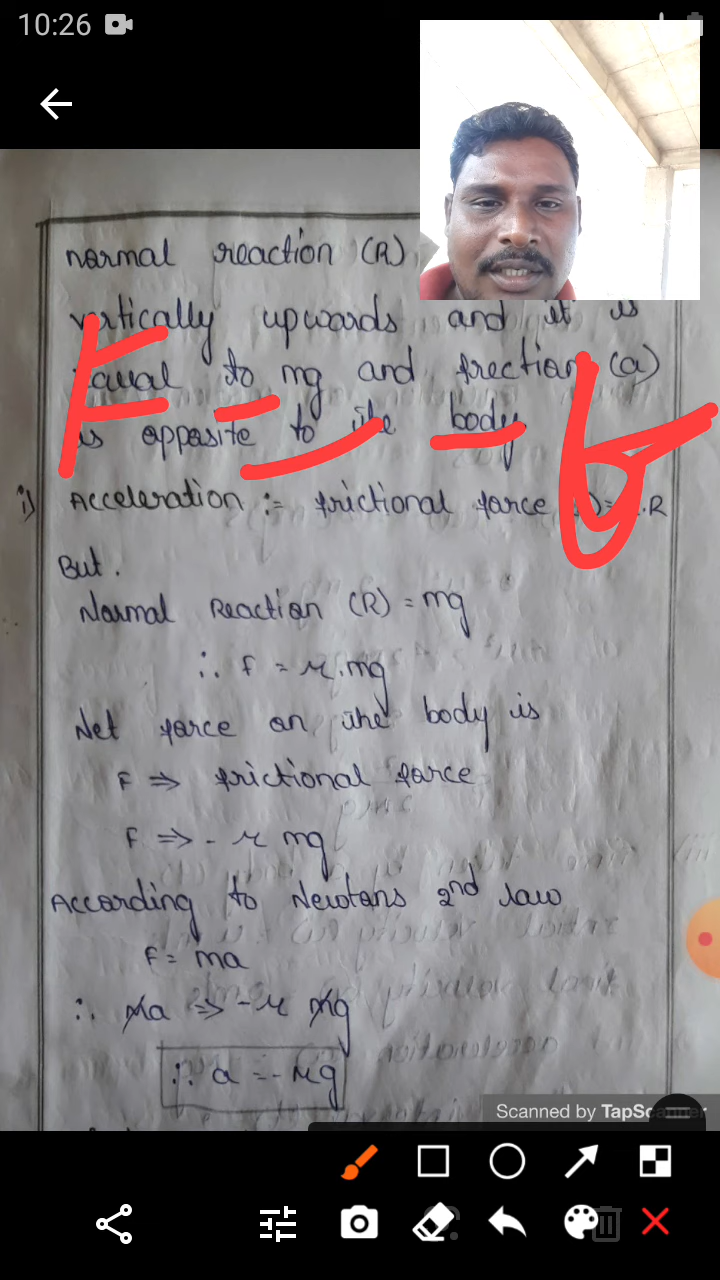 10:26
normal reaction (R)
vertically upwards and it is
equal to mg and frection (a)
is opposite to the body
i) Acceleration :- frictional force = .R
But.
Normal Reaction (R) = mg
∴ F = μ.mg
Net force on the body is
F ⇒ frictional force
F ⇒ - μ mg
According to Newtons 2nd law
F = ma
∴ ma ⇒ -μ mg
∴ a = - μg
Scanned by TapScanner